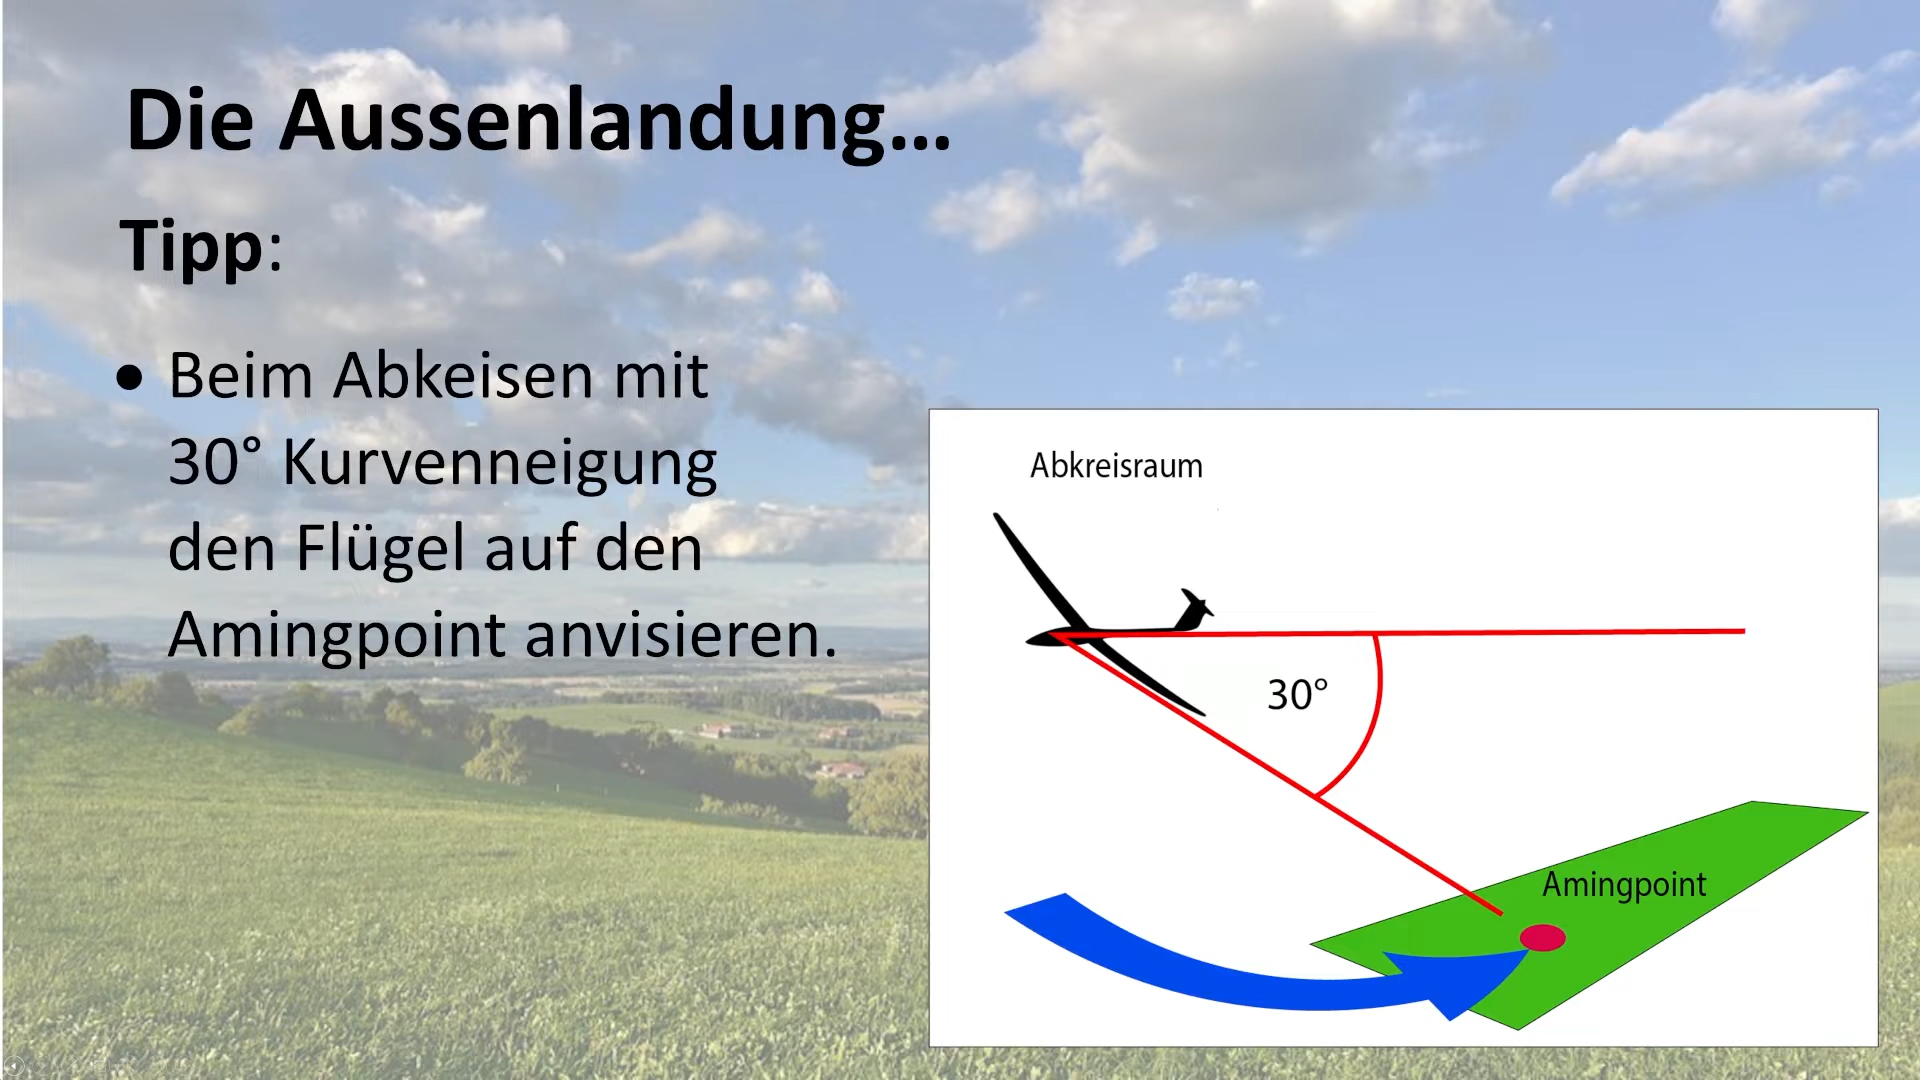 Die Aussenlandung...
Tipp:
• Beim Abkeisen mit
30° Kurvenneigung
den Flügel auf den
Amingpoint anvisieren.
Abkreisraum
30°
Amingpoint